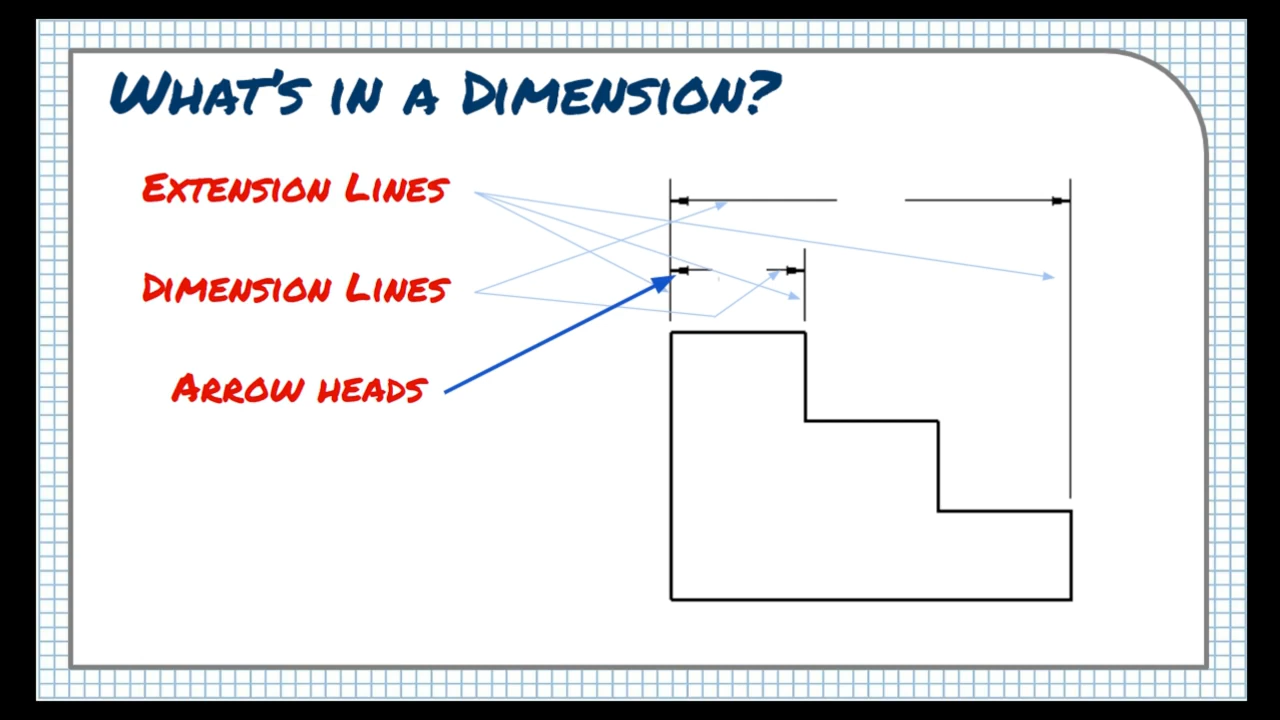 What's in a Dimension?
Extension Lines
Dimension Lines
Arrow heads